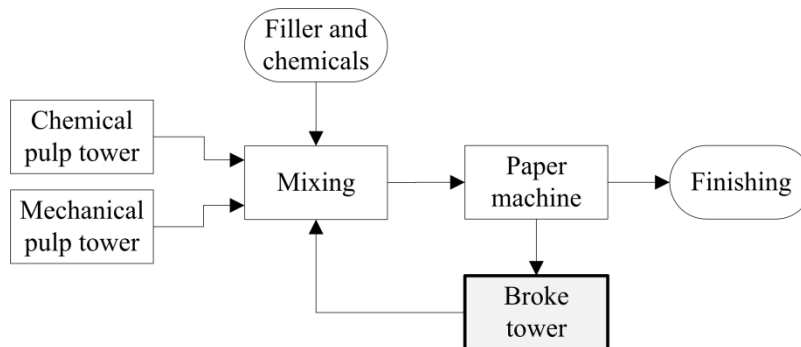 Filler and
chemicals
Chemical
pulp tower
Mechanical
pulp tower
Mixing
Paper
machine
Finishing
Broke
tower